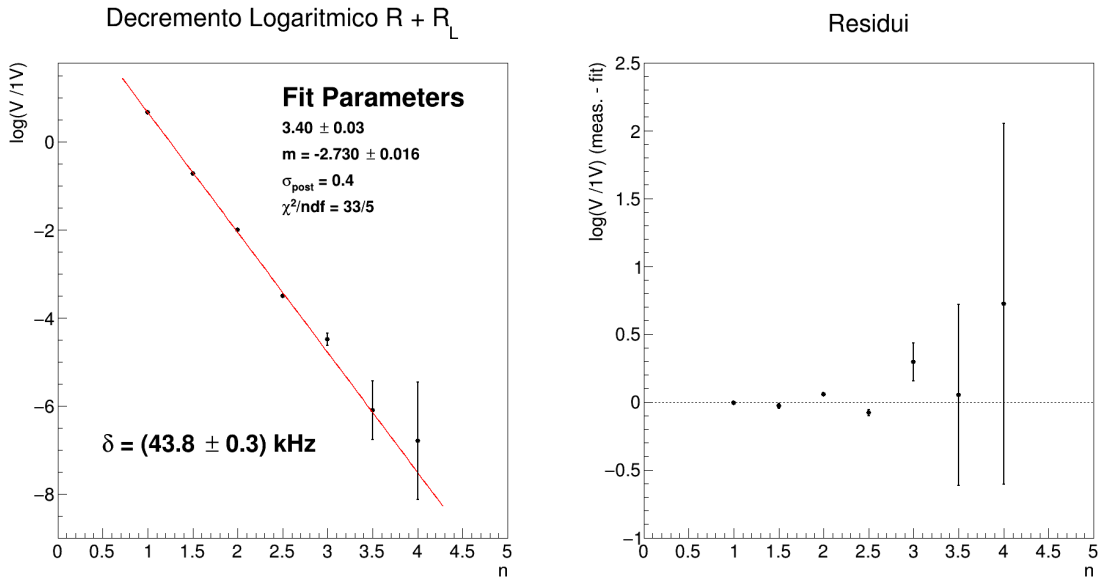 Decremento Logaritmico R + R_L
log(V /1V)
0
−2
−4
−6
−8
Fit Parameters
3.40 ± 0.03
m = -2.730 ± 0.016
σpost = 0.4
χ²/ndf = 33/5
δ = (43.8 ± 0.3) kHz
0 0.5 1 1.5 2 2.5 3 3.5 4 4.5 5
n
Residui
log(V /1V) (meas. - fit)
2.5
2
1.5
1
0.5
0
−0.5
−1
0 0.5 1 1.5 2 2.5 3 3.5 4 4.5 5
n